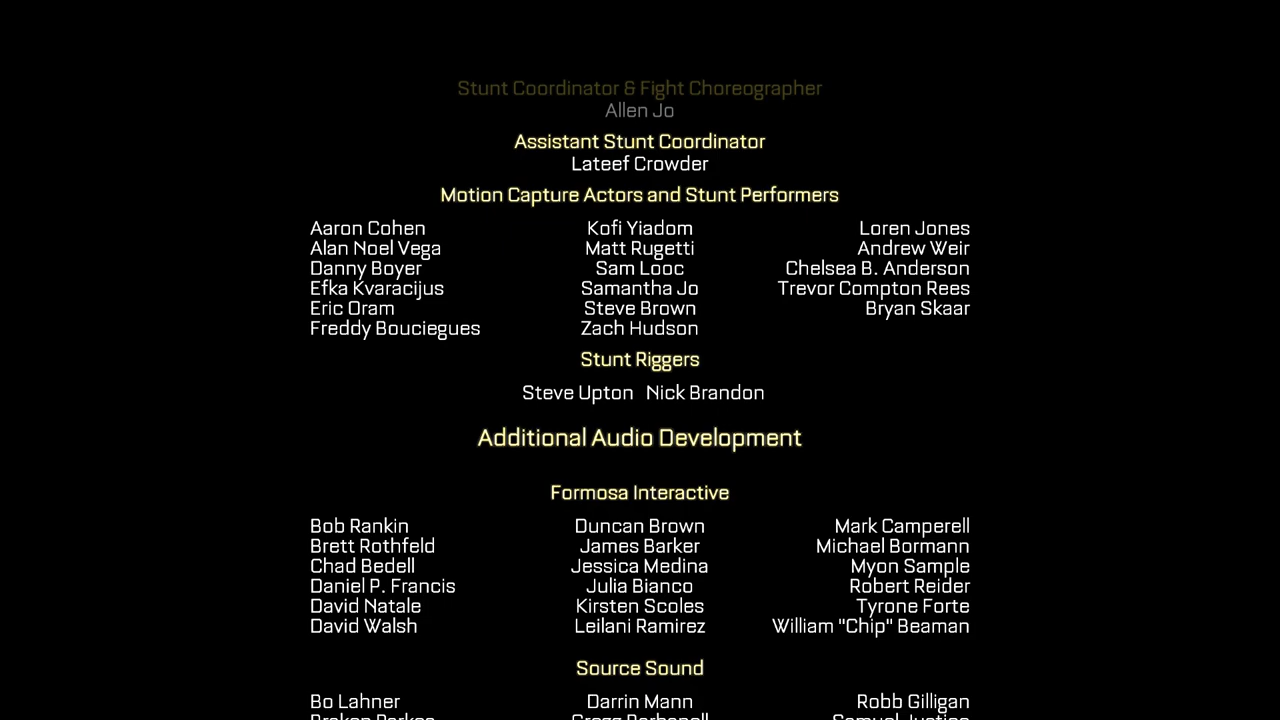 Stunt Coordinator & Fight Choreographer
Allen Jo
Assistant Stunt Coordinator
Lateef Crowder
Motion Capture Actors and Stunt Performers
Aaron Cohen Kofi Yiadom Loren Jones
Alan Noel Vega Matt Rugetti Andrew Weir
Danny Boyer Sam Looc Chelsea B. Anderson
Efka Kvaracijus Samantha Jo Trevor Compton Rees
Eric Oram Steve Brown Bryan Skaar
Freddy Bouciegues Zach Hudson
Stunt Riggers
Steve Upton Nick Brandon
Additional Audio Development
Formosa Interactive
Bob Rankin Duncan Brown Mark Camperell
Brett Rothfeld James Barker Michael Bormann
Chad Bedell Jessica Medina Myon Sample
Daniel P. Francis Julia Bianco Robert Reider
David Natale Kirsten Scoles Tyrone Forte
David Walsh Leilani Ramirez William "Chip" Beaman
Source Sound
Bo Lahner Darrin Mann Robb Gilligan